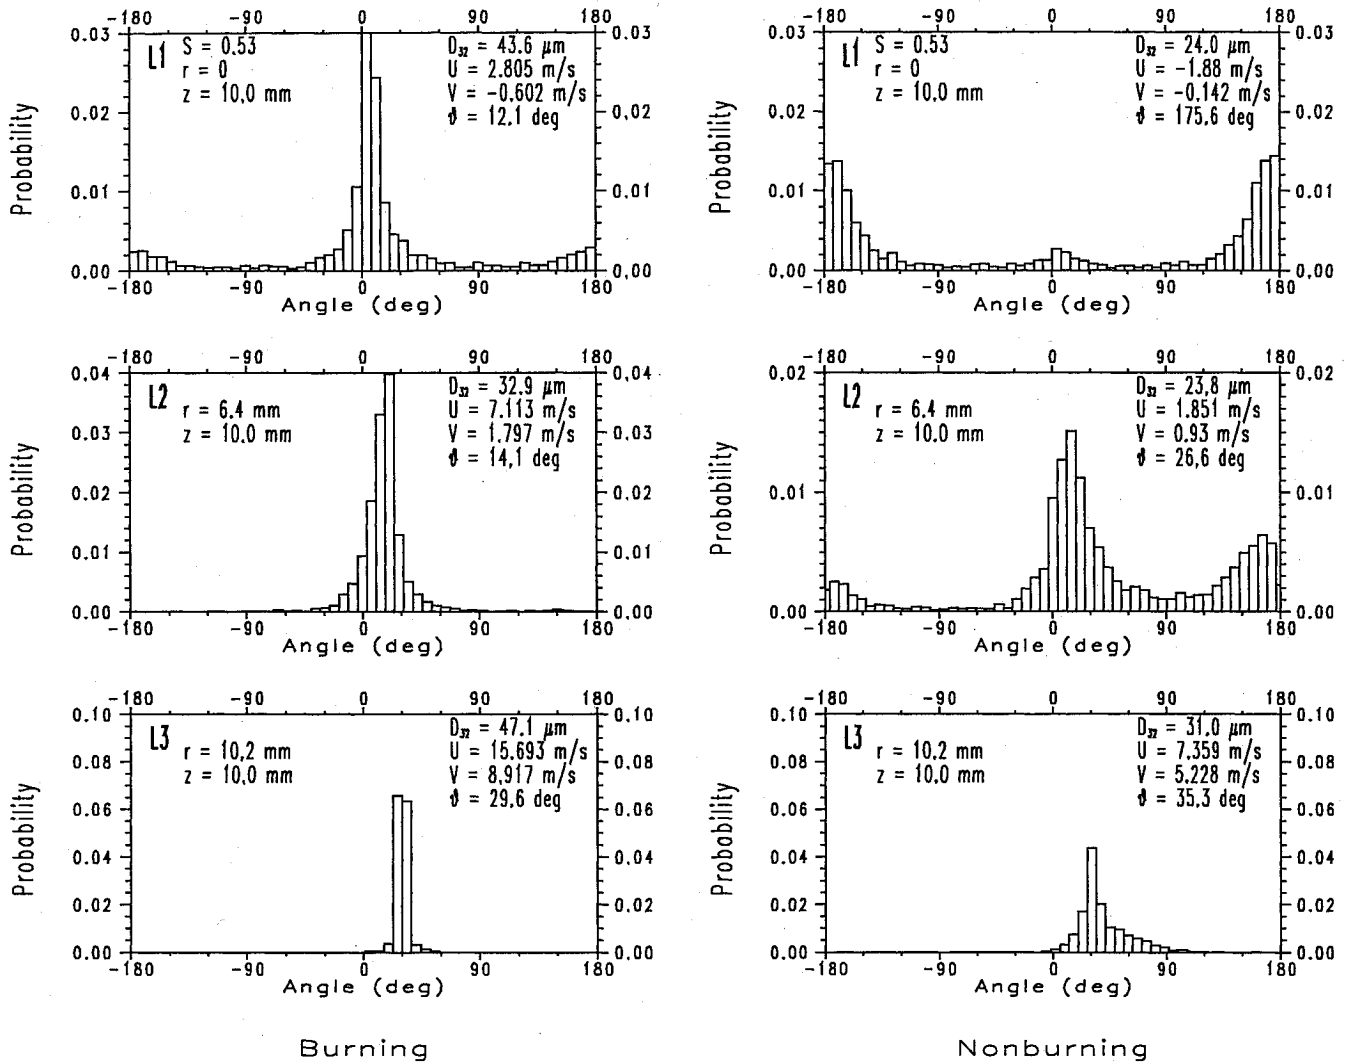 -180 -90 0 90 180
0.03 0.02 0.01 0.00
Probability
L1
S = 0.53
r = 0
z = 10.0 mm
D32 = 43.6 µm
U = 2.805 m/s
V = -0.602 m/s
ϑ = 12.1 deg
0.03 0.02 0.01 0.00
-180 -90 0 90 180
Angle (deg)
-180 -90 0 90 180
0.03 0.02 0.01 0.00
Probability
L1
S = 0.53
r = 0
z = 10.0 mm
D32 = 24.0 µm
U = -1.88 m/s
V = -0.142 m/s
ϑ = 175.6 deg
0.03 0.02 0.01 0.00
-180 -90 0 90 180
Angle (deg)
-180 -90 0 90 180
0.04 0.03 0.02 0.01 0.00
Probability
L2
r = 6.4 mm
z = 10.0 mm
D32 = 32.9 µm
U = 7.113 m/s
V = 1.797 m/s
ϑ = 14.1 deg
0.04 0.03 0.02 0.01 0.00
-180 -90 0 90 180
Angle (deg)
-180 -90 0 90 180
0.02 0.01 0.00
Probability
L2
r = 6.4 mm
z = 10.0 mm
D32 = 23.8 µm
U = 1.851 m/s
V = 0.93 m/s
ϑ = 26.6 deg
0.02 0.01 0.00
-180 -90 0 90 180
Angle (deg)
-180 -90 0 90 180
0.10 0.08 0.06 0.04 0.02 0.00
Probability
L3
r = 10.2 mm
z = 10.0 mm
D32 = 47.1 µm
U = 15.693 m/s
V = 8.917 m/s
ϑ = 29.6 deg
0.10 0.08 0.06 0.04 0.02 0.00
-180 -90 0 90 180
Angle (deg)
-180 -90 0 90 180
0.10 0.08 0.06 0.04 0.02 0.00
Probability
L3
r = 10.2 mm
z = 10.0 mm
D32 = 31.0 µm
U = 7.359 m/s
V = 5.228 m/s
ϑ = 35.3 deg
0.10 0.08 0.06 0.04 0.02 0.00
-180 -90 0 90 180
Angle (deg)
Burning
Nonburning